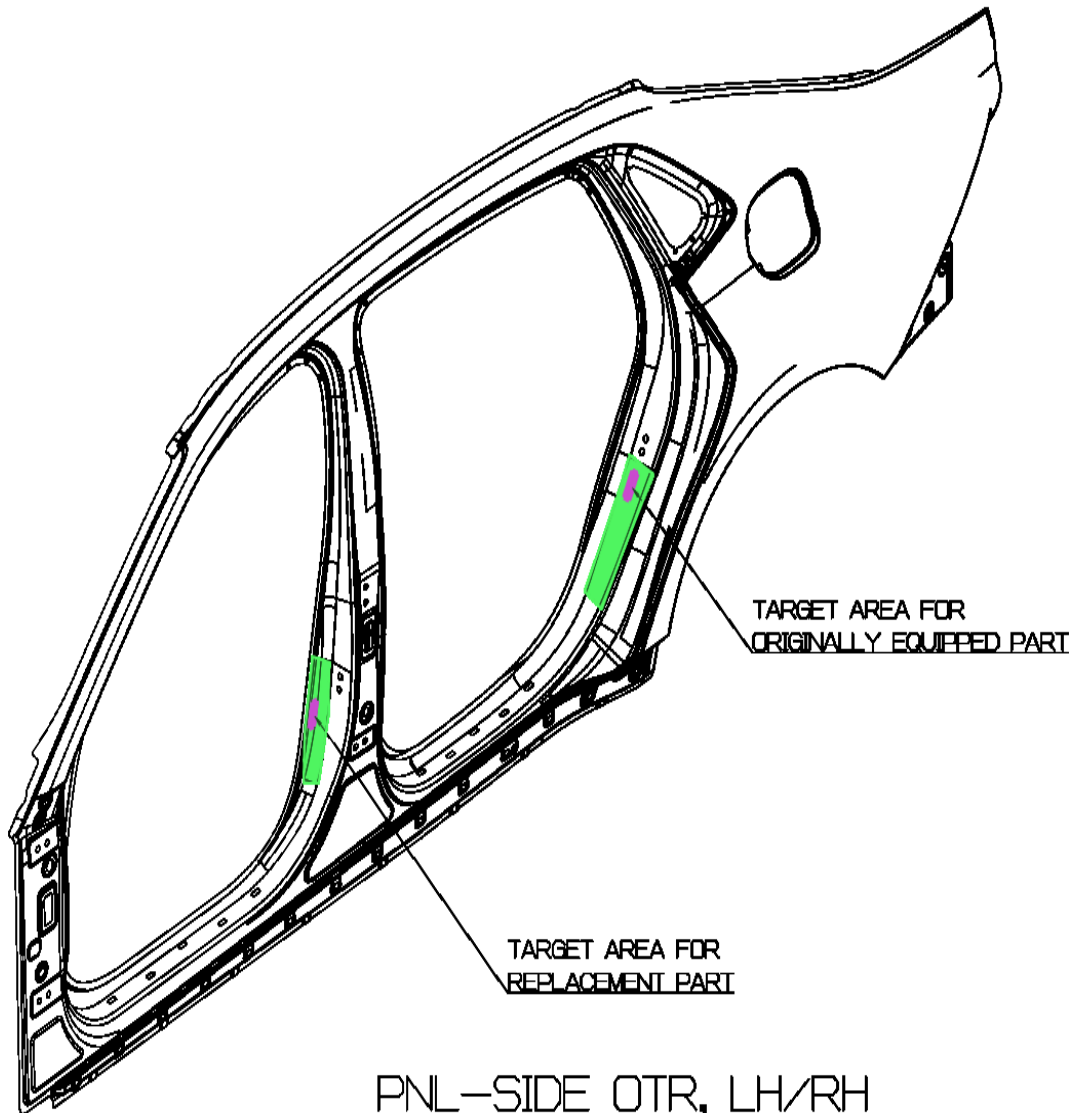 TARGET AREA FOR
ORIGINALLY EQUIPPED PART
TARGET AREA FOR
REPLACEMENT PART
PNL-SIDE OTR, LH/RH